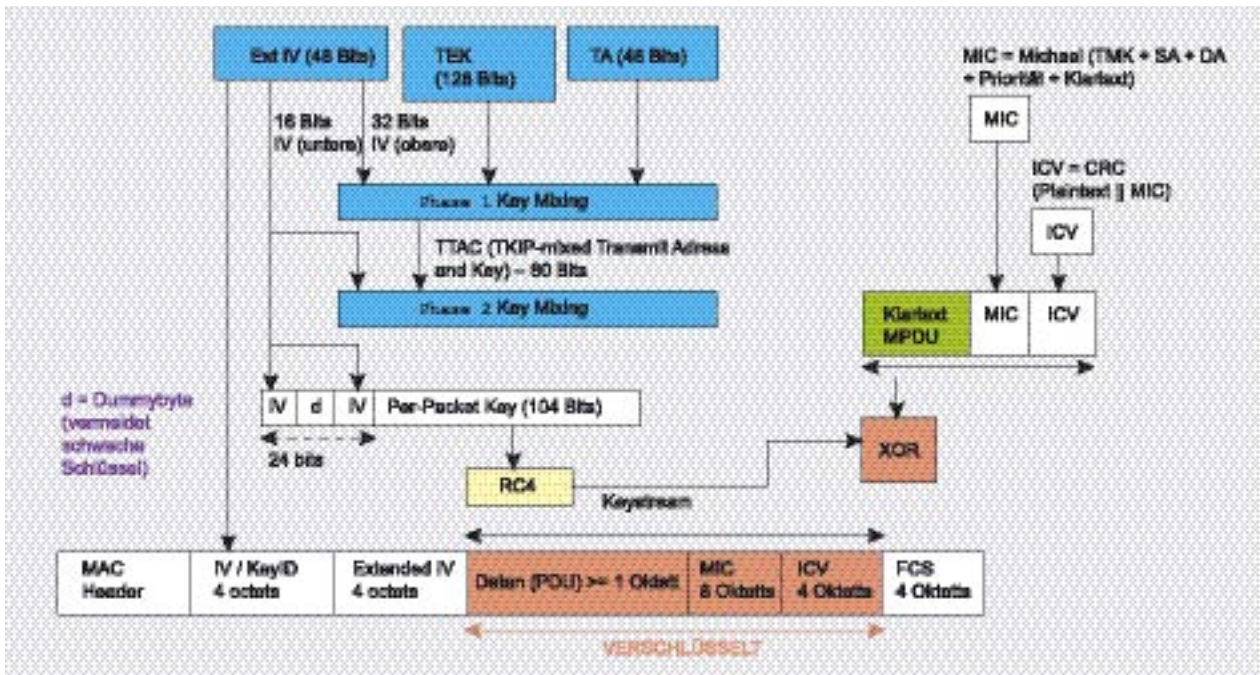 Ext IV (48 Bits)
TEK
(128 Bits)
TA (48 Bits)
MIC = Michael (TMK + SA + DA
+ Priorität + Klartext)
16 Bits
IV (untere)
32 Bits
IV (obere)
MIC
ICV = CRC
(Plaintext || MIC)
Phase 1 Key Mixing
ICV
TTAC (TKIP-mixed Transmit Adress
and Key) – 80 Bits
Phase 2 Key Mixing
Klartext
MPDU
MIC
ICV
d = Dummybyte
(vermeidet
schwache
Schlüssel)
IV
d
IV
Per-Packet Key (104 Bits)
24 bits
XOR
RC4
Keystream
MAC
Header
IV / KeyID
4 octets
Extended IV
4 octets
Daten (PDU) >= 1 Oktett
MIC
8 Oktetts
ICV
4 Oktetts
FCS
4 Oktetts
VERSCHLÜSSELT